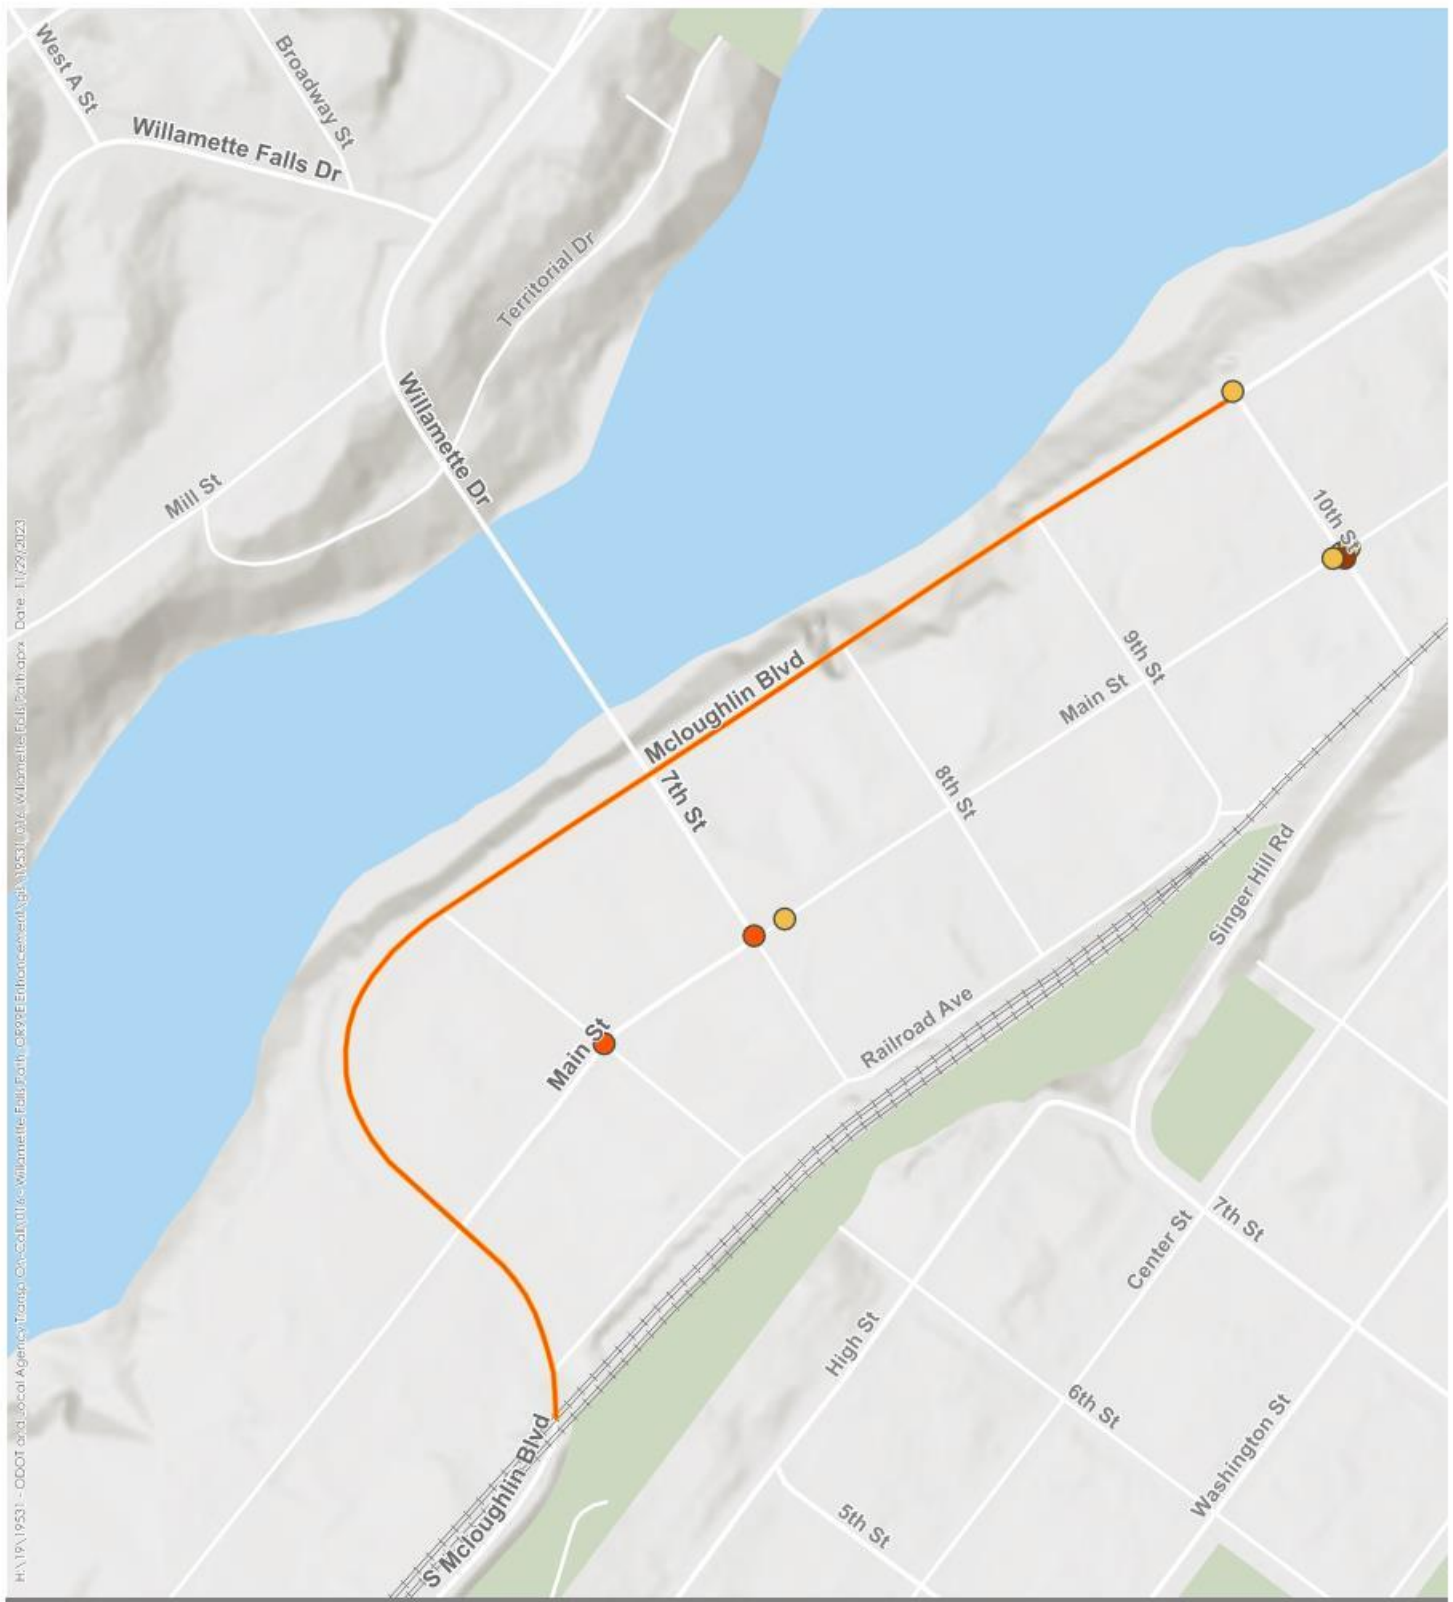 West A St
Broadway St
Willamette Falls Dr
Territorial Dr
Willamette Dr
Mill St
10th St
9th St
Main St
Mcloughlin Blvd
7th St
8th St
Singer Hill Rd
Railroad Ave
Main St
7th St
Center St
High St
6th St
Washington St
5th St
S Mcloughlin Blvd